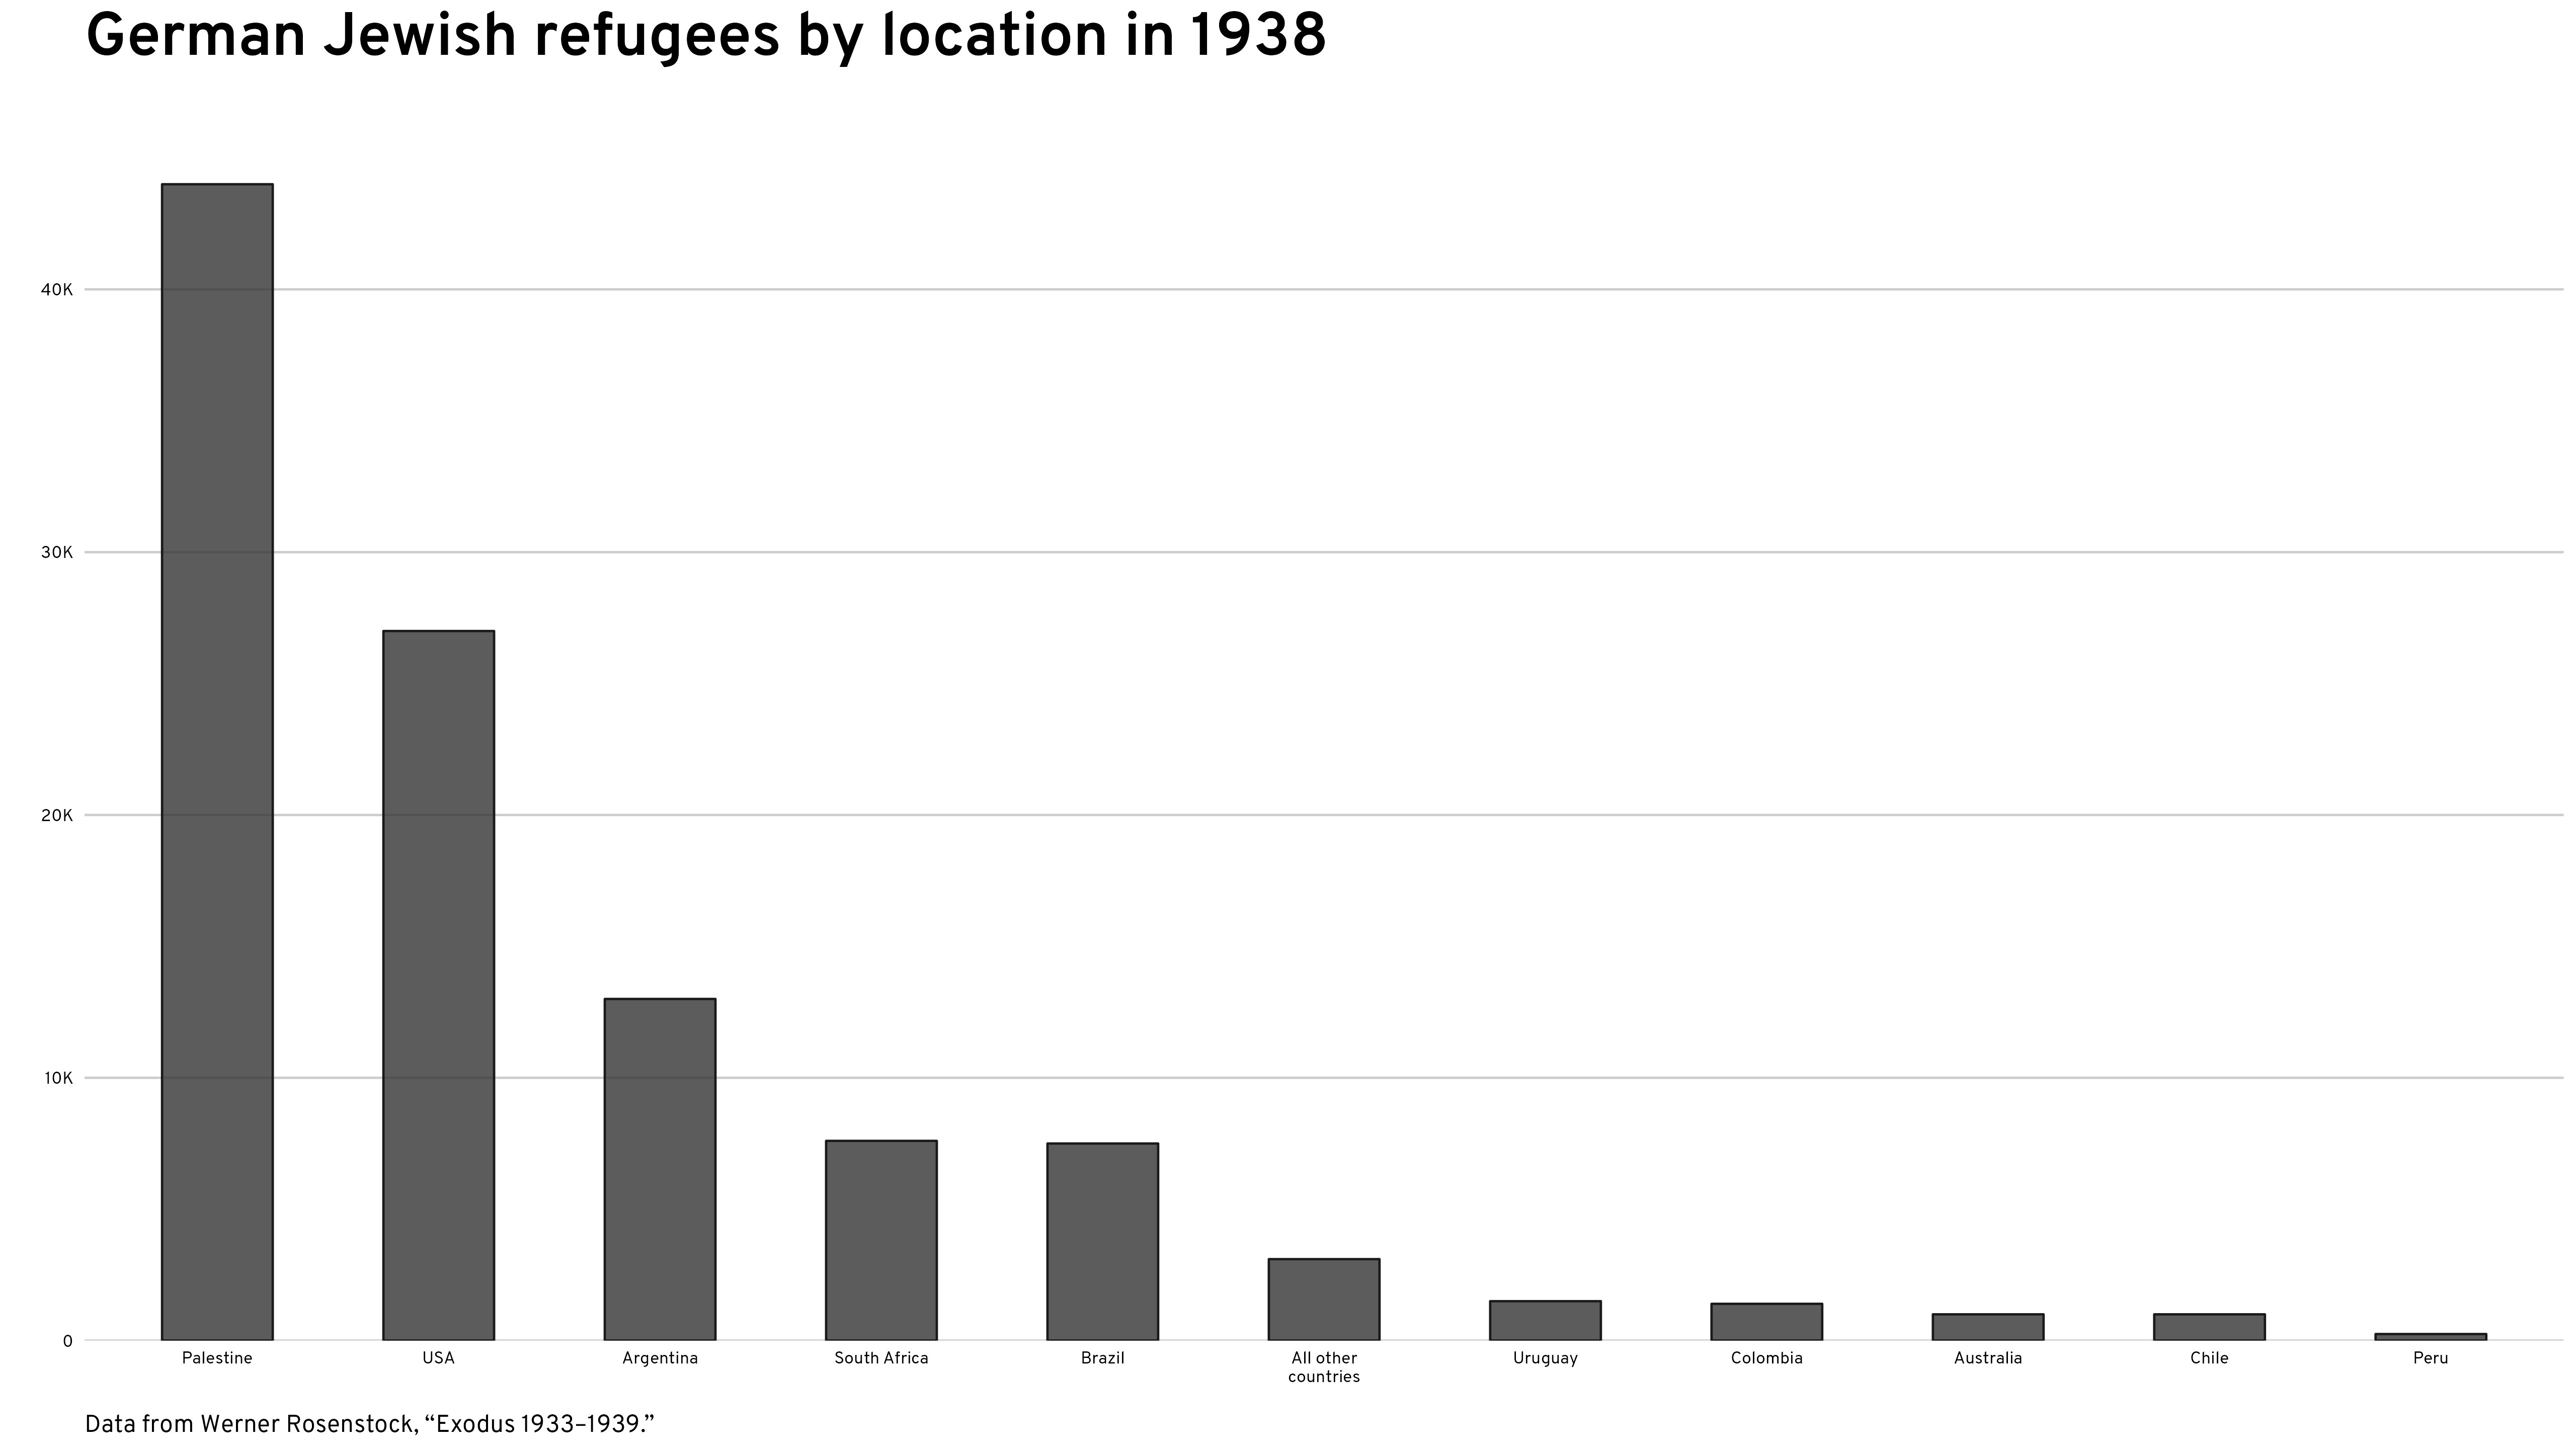 German Jewish refugees by location in 1938
40K
30K
20K
10K
0
Palestine
USA
Argentina
South Africa
Brazil
All other
countries
Uruguay
Colombia
Australia
Chile
Peru
Data from Werner Rosenstock, “Exodus 1933–1939.”